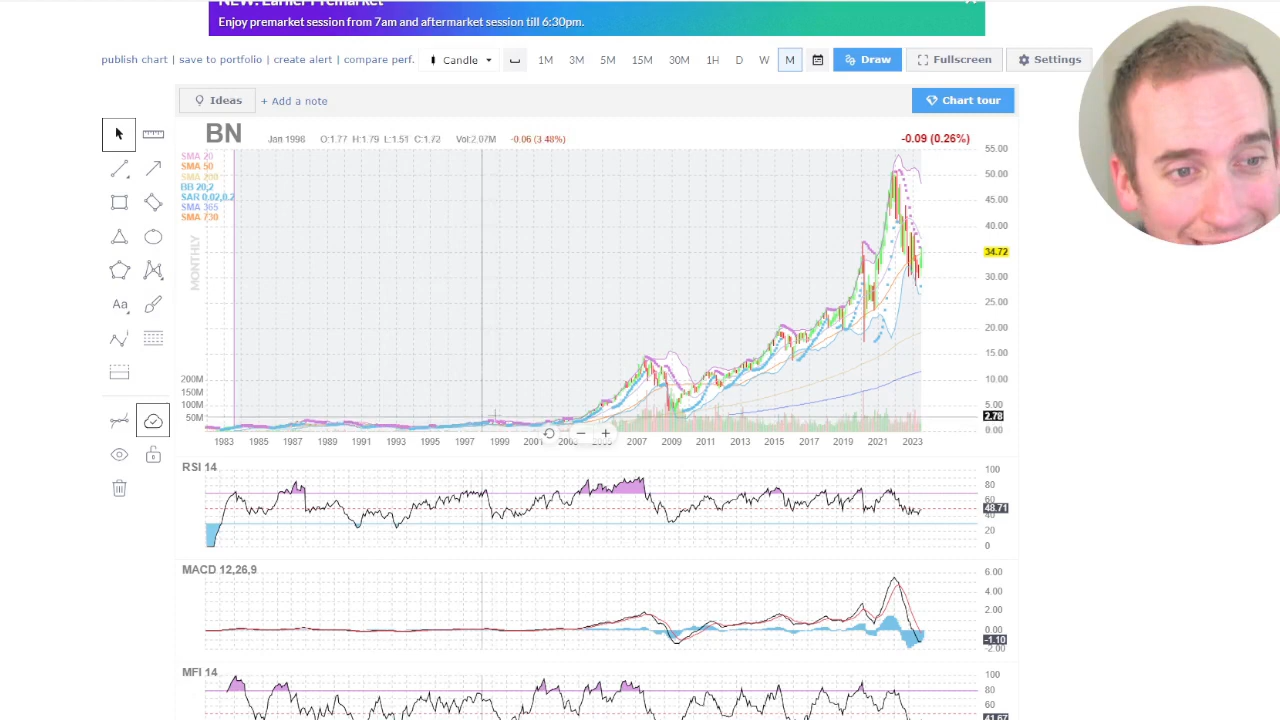 NEW: Earlier Premarket
Enjoy premarket session from 7am and aftermarket session till 6:30pm.
publish chart | save to portfolio | create alert | compare perf. Candle 1M 3M 5M 15M 30M 1H D W M Draw Fullscreen Settings
Ideas + Add a note Chart tour
BN Jan 1998 O:1.77 H:1.79 L:1.51 C:1.72 Vol:2.07M -0.06 (3.48%) -0.09 (0.26%)
SMA 20
SMA 50
SMA 200
BB 20,2
SAR 0.02,0.2
SMA 365
SMA 730
MONTHLY
55.00
50.00
45.00
40.00
34.72
30.00
25.00
20.00
15.00
10.00
5.00
2.78
0.00
200M
150M
100M
50M
Aa
1983 1985 1987 1989 1991 1993 1995 1997 1999 2001 2007 2009 2011 2013 2015 2017 2019 2021 2023
RSI 14
100
80
60
48.71
40
20
0
MACD 12,26,9
6.00
4.00
2.00
0.00
-1.10
-2.00
MFI 14
100
80
41.67